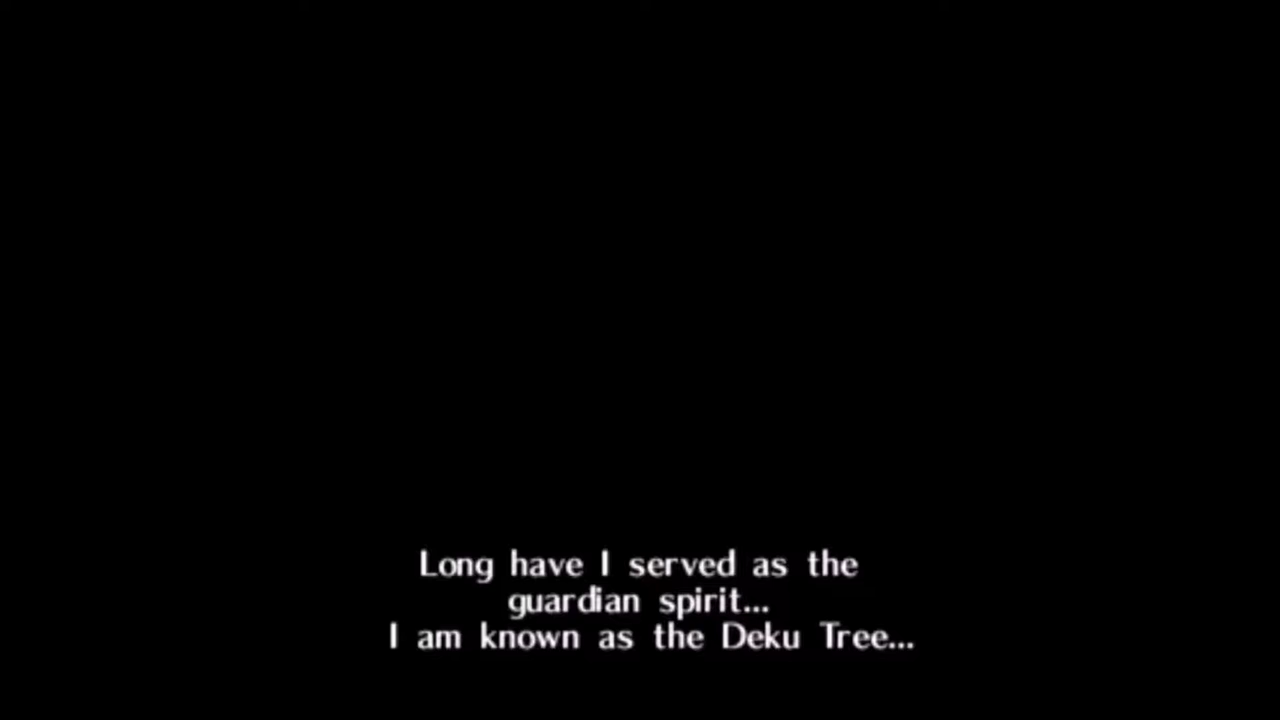 Long have I served as the
guardian spirit...
I am known as the Deku Tree...